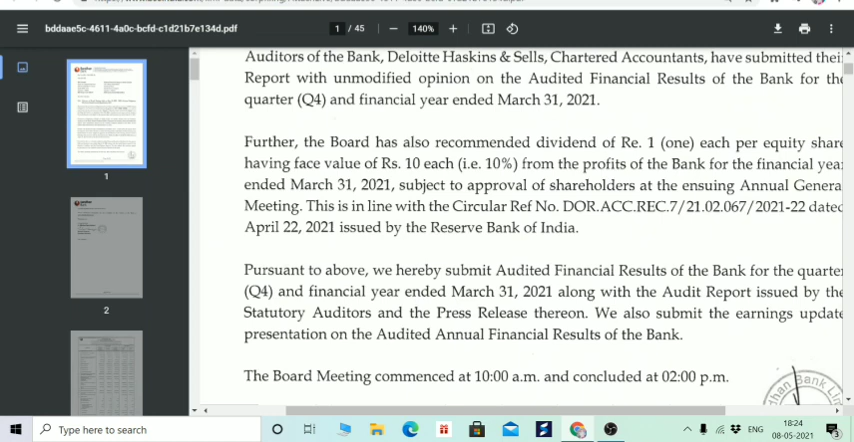 bddaae5c-4611-4a0c-bcfd-c1d21b7e134d.pdf
1 / 45
140%
Auditors of the Bank, Deloitte Haskins & Sells, Chartered Accountants, have submitted thei
Report with unmodified opinion on the Audited Financial Results of the Bank for the
quarter (Q4) and financial year ended March 31, 2021.
Further, the Board has also recommended dividend of Re. 1 (one) each per equity share
having face value of Rs. 10 each (i.e. 10%) from the profits of the Bank for the financial yea
ended March 31, 2021, subject to approval of shareholders at the ensuing Annual Genera
Meeting. This is in line with the Circular Ref No. DOR.ACC.REC.7/21.02.067/2021-22 dated
April 22, 2021 issued by the Reserve Bank of India.
Pursuant to above, we hereby submit Audited Financial Results of the Bank for the quarte
(Q4) and financial year ended March 31, 2021 along with the Audit Report issued by the
Statutory Auditors and the Press Release thereon. We also submit the earnings update
presentation on the Audited Annual Financial Results of the Bank.
The Board Meeting commenced at 10:00 a.m. and concluded at 02:00 p.m.
1
2
Type here to search
ENG
18:24
08-05-2021
3